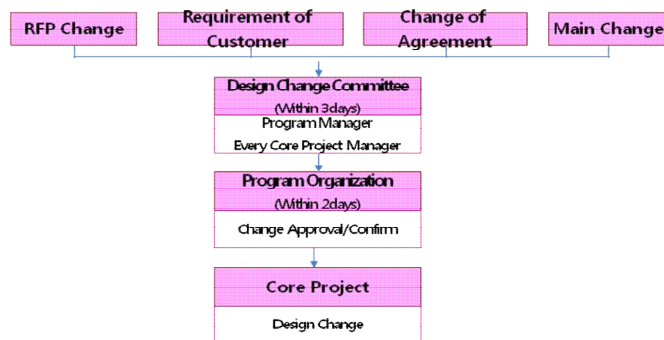 RFP Change
Requirement of
Customer
Change of
Agreement
Main Change
Design Change Committee
(Within 3days)
Program Manager
Every Core Project Manager
Program Organization
(Within 2days)
Change Approval/Confirm
Core Project
Design Change